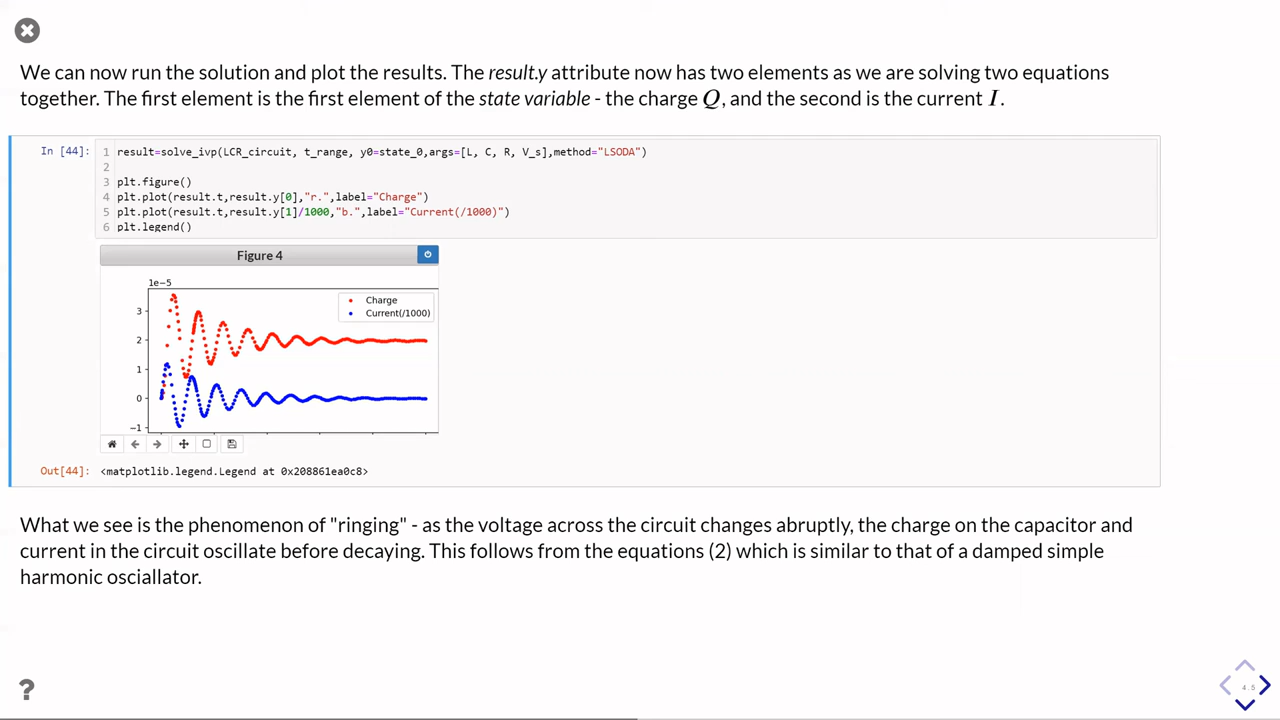 We can now run the solution and plot the results. The result.y attribute now has two elements as we are solving two equations
together. The first element is the first element of the state variable - the charge Q, and the second is the current I.
In [44]:
1 result=solve_ivp(LCR_circuit, t_range, y0=state_0,args=[L, C, R, V_s],method="LSODA")
2
3 plt.figure()
4 plt.plot(result.t,result.y[0],"r.",label="Charge")
5 plt.plot(result.t,result.y[1]/1000,"b.",label="Current(/1000)")
6 plt.legend()
Figure 4
1e−5
Charge
Current(/1000)
3
2
1
0
−1
Out[44]: <matplotlib.legend.Legend at 0x208861ea0c8>
What we see is the phenomenon of "ringing" - as the voltage across the circuit changes abruptly, the charge on the capacitor and
current in the circuit oscillate before decaying. This follows from the equations (2) which is similar to that of a damped simple
harmonic osciallator.
?
4.5